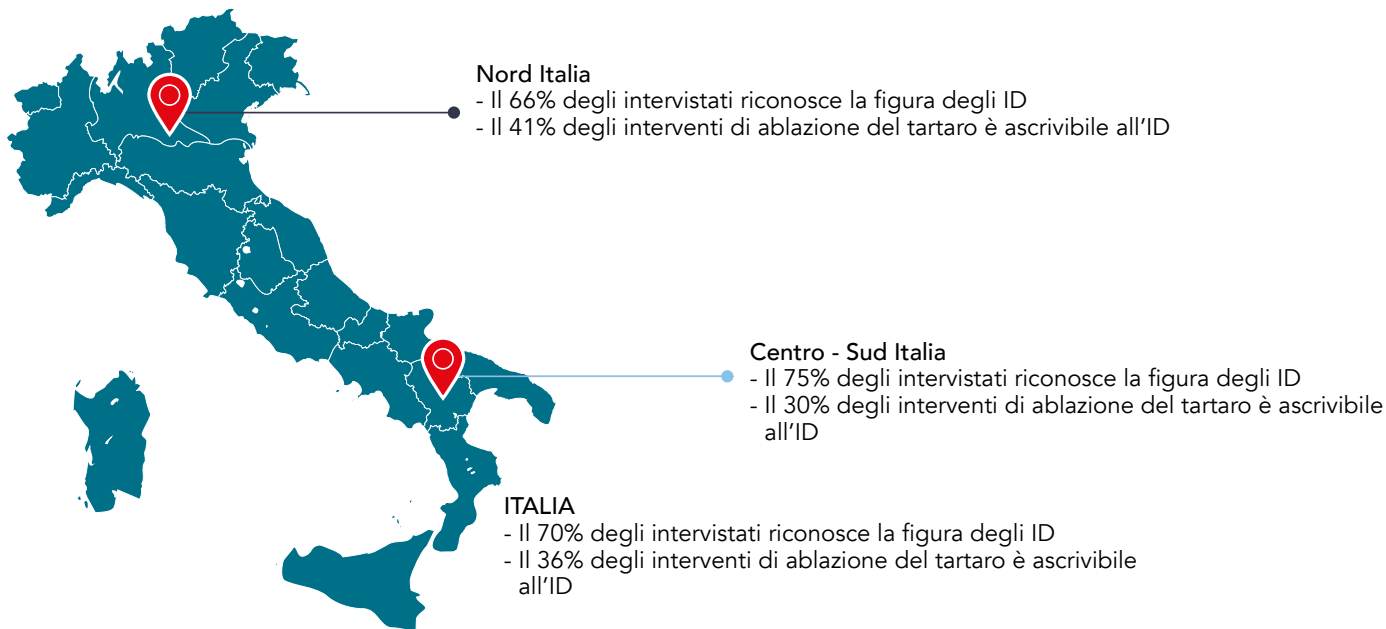 Nord Italia
- Il 66% degli intervistati riconosce la figura degli ID
- Il 41% degli interventi di ablazione del tartaro è ascrivibile all'ID
Centro - Sud Italia
- Il 75% degli intervistati riconosce la figura degli ID
- Il 30% degli interventi di ablazione del tartaro è ascrivibile
all'ID
ITALIA
- Il 70% degli intervistati riconosce la figura degli ID
- Il 36% degli interventi di ablazione del tartaro è ascrivibile
all'ID